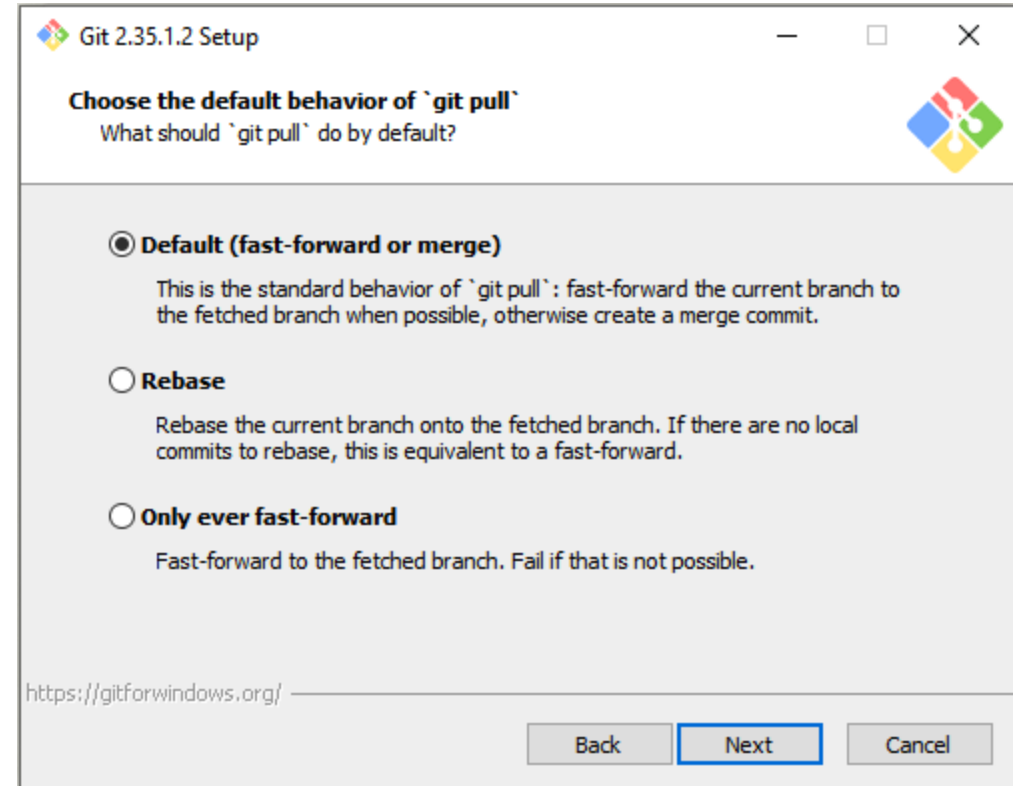 Git 2.35.1.2 Setup
Choose the default behavior of `git pull`
What should `git pull` do by default?
Default (fast-forward or merge)
This is the standard behavior of `git pull`: fast-forward the current branch to
the fetched branch when possible, otherwise create a merge commit.
Rebase
Rebase the current branch onto the fetched branch. If there are no local
commits to rebase, this is equivalent to a fast-forward.
Only ever fast-forward
Fast-forward to the fetched branch. Fail if that is not possible.
https://gitforwindows.org/
Back Next Cancel